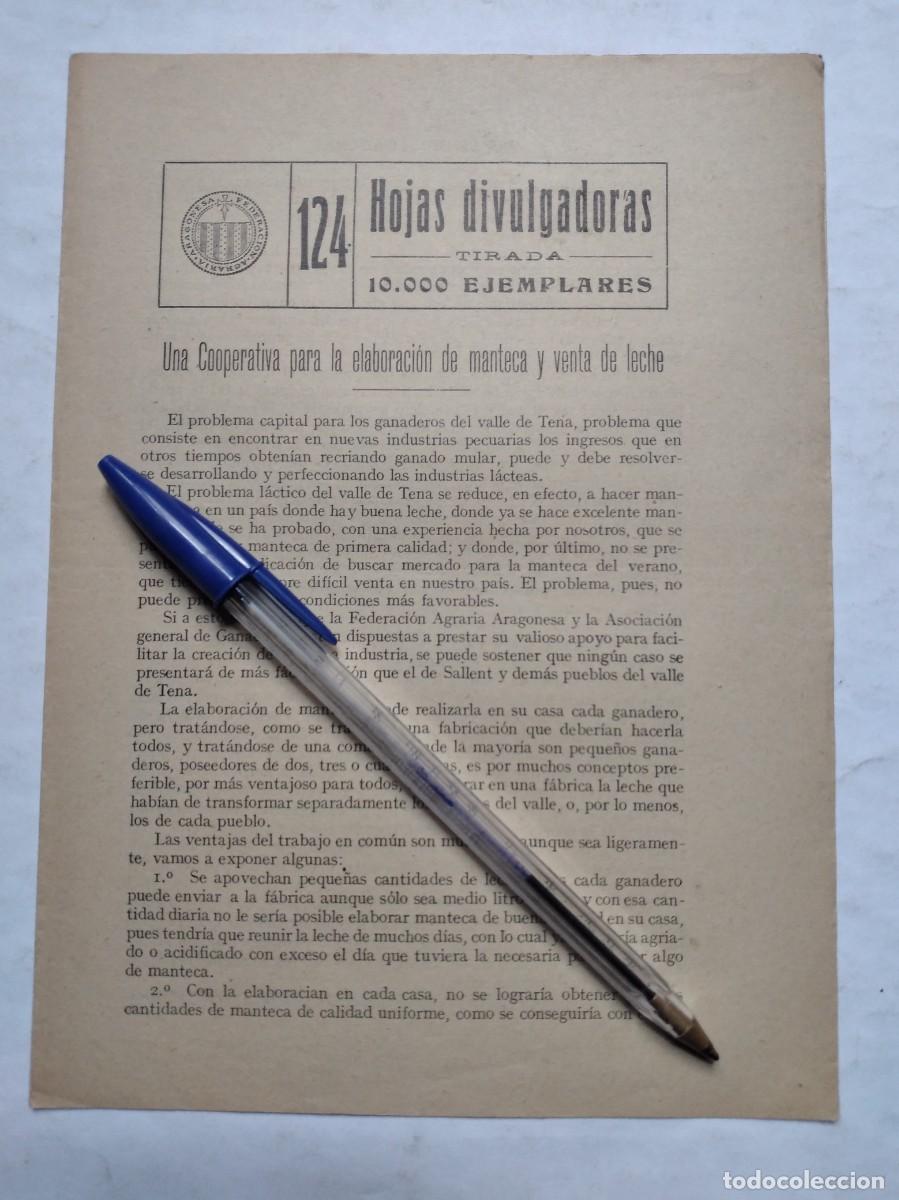 FEDERACION AGRARIA ARAGONESA
124
Hojas divulgadoras
TIRADA
10.000 EJEMPLARES
Una Cooperativa para la elaboración de manteca y venta de leche
El problema capital para los ganaderos del valle de Tena, problema que
consiste en encontrar en nuevas industrias pecuarias los ingresos que en
otros tiempos obtenían recriando ganado mular, puede y debe resolver-
se desarrollando y perfeccionando las industrias lácteas.
El problema láctico del valle de Tena se reduce, en efecto, a hacer man-
en un país donde hay buena leche, donde ya se hace excelente man-
se ha probado, con una experiencia hecha por nosotros, que se
manteca de primera calidad; y donde, por último, no se pre-
de buscar mercado para la manteca del verano,
que difícil venta en nuestro país. El problema, pues, no
puede condiciones más favorables.
Si a la Federación Agraria Aragonesa y la Asociación
general de dispuestas a prestar su valioso apoyo para faci-
litar la creación de industria, se puede sostener que ningún caso se
presentará de más que el de Sallent y demás pueblos del valle
de Tena.
La elaboración de realizarla en su casa cada ganadero,
pero tratándose, como se una fabricación que deberían hacerla
todos, y tratándose de una la mayoría son pequeños gana-
deros, poseedores de dos, tres o es por muchos conceptos pre-
ferible, por más ventajoso para todos, en una fábrica la leche que
habían de transformar separadamente del valle, o, por lo menos,
los de cada pueblo.
Las ventajas del trabajo en común son aunque sea ligeramen-
te, vamos a exponer algunas:
1.º Se apovechan pequeñas cantidades de cada ganadero
puede enviar a la fábrica aunque sólo sea medio litro y con esa can-
tidad diaria no le sería posible elaborar manteca de en su casa,
pues tendría que reunir la leche de muchos días, con lo cual agria-
do o acidificado con exceso el día que tuviera la necesaria algo
de manteca.
2.º Con la elaboracian en cada casa, no se lograría
cantidades de manteca de calidad uniforme, como se conseguiría con
todocoleccion